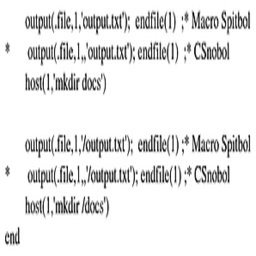 output(.file,1,'output.txt');  endfile(1)  ;* Macro Spitbol
*     output(.file,1,,'output.txt'); endfile(1)  ;* CSnobol
host(1,'mkdir docs')
output(.file,1,'/output.txt');  endfile(1) ;* Macro Spitbol
*     output(.file,1,,'/output.txt'); endfile(1) ;* CSnobol
host(1,'mkdir /docs')
end